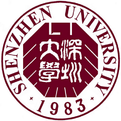 SHENZHEN UNIVERSITY
深圳
大學
·1983·